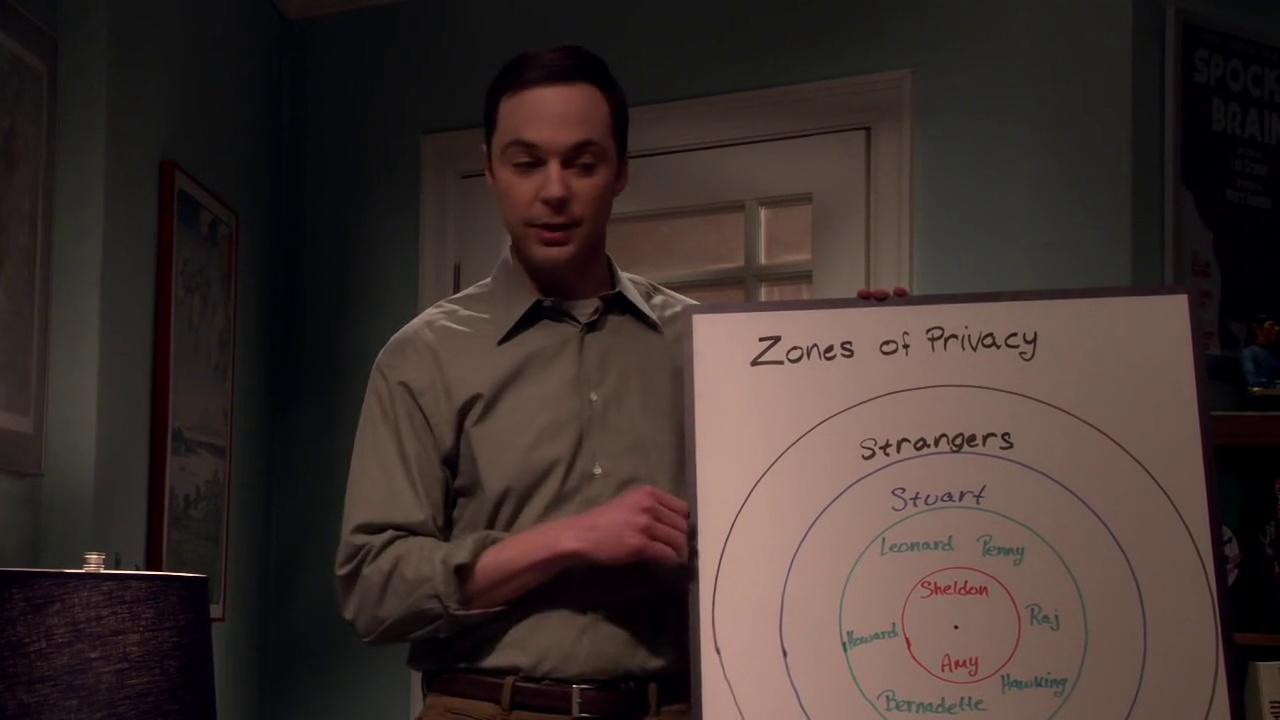 SPOCK
BRAIN
Zones of Privacy
Strangers
Stuart
Leonard Penny
Sheldon
Raj
Howard
Amy
Hawking
Bernadette